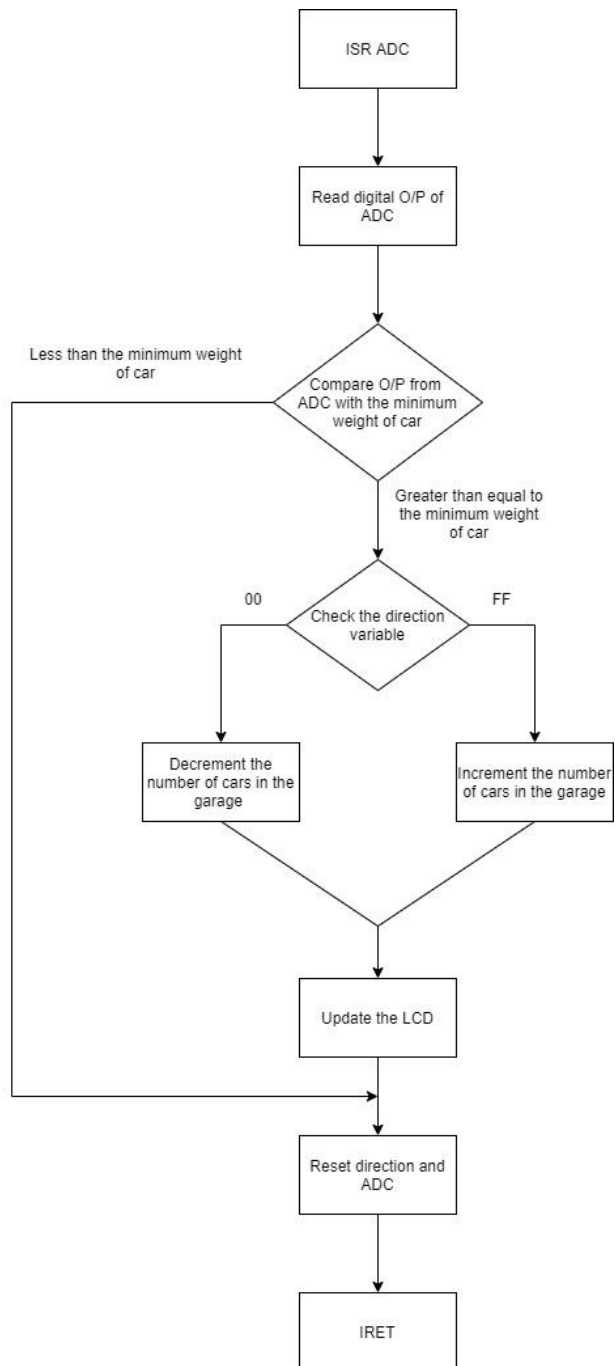 ISR ADC
Read digital O/P of
ADC
Less than the minimum weight
of car
Compare O/P from
ADC with the minimum
weight of car
Greater than equal to
the minimum weight
of car
00
Check the direction
variable
FF
Decrement the
number of cars in the
garage
Increment the number
of cars in the garage
Update the LCD
Reset direction and
ADC
IRET